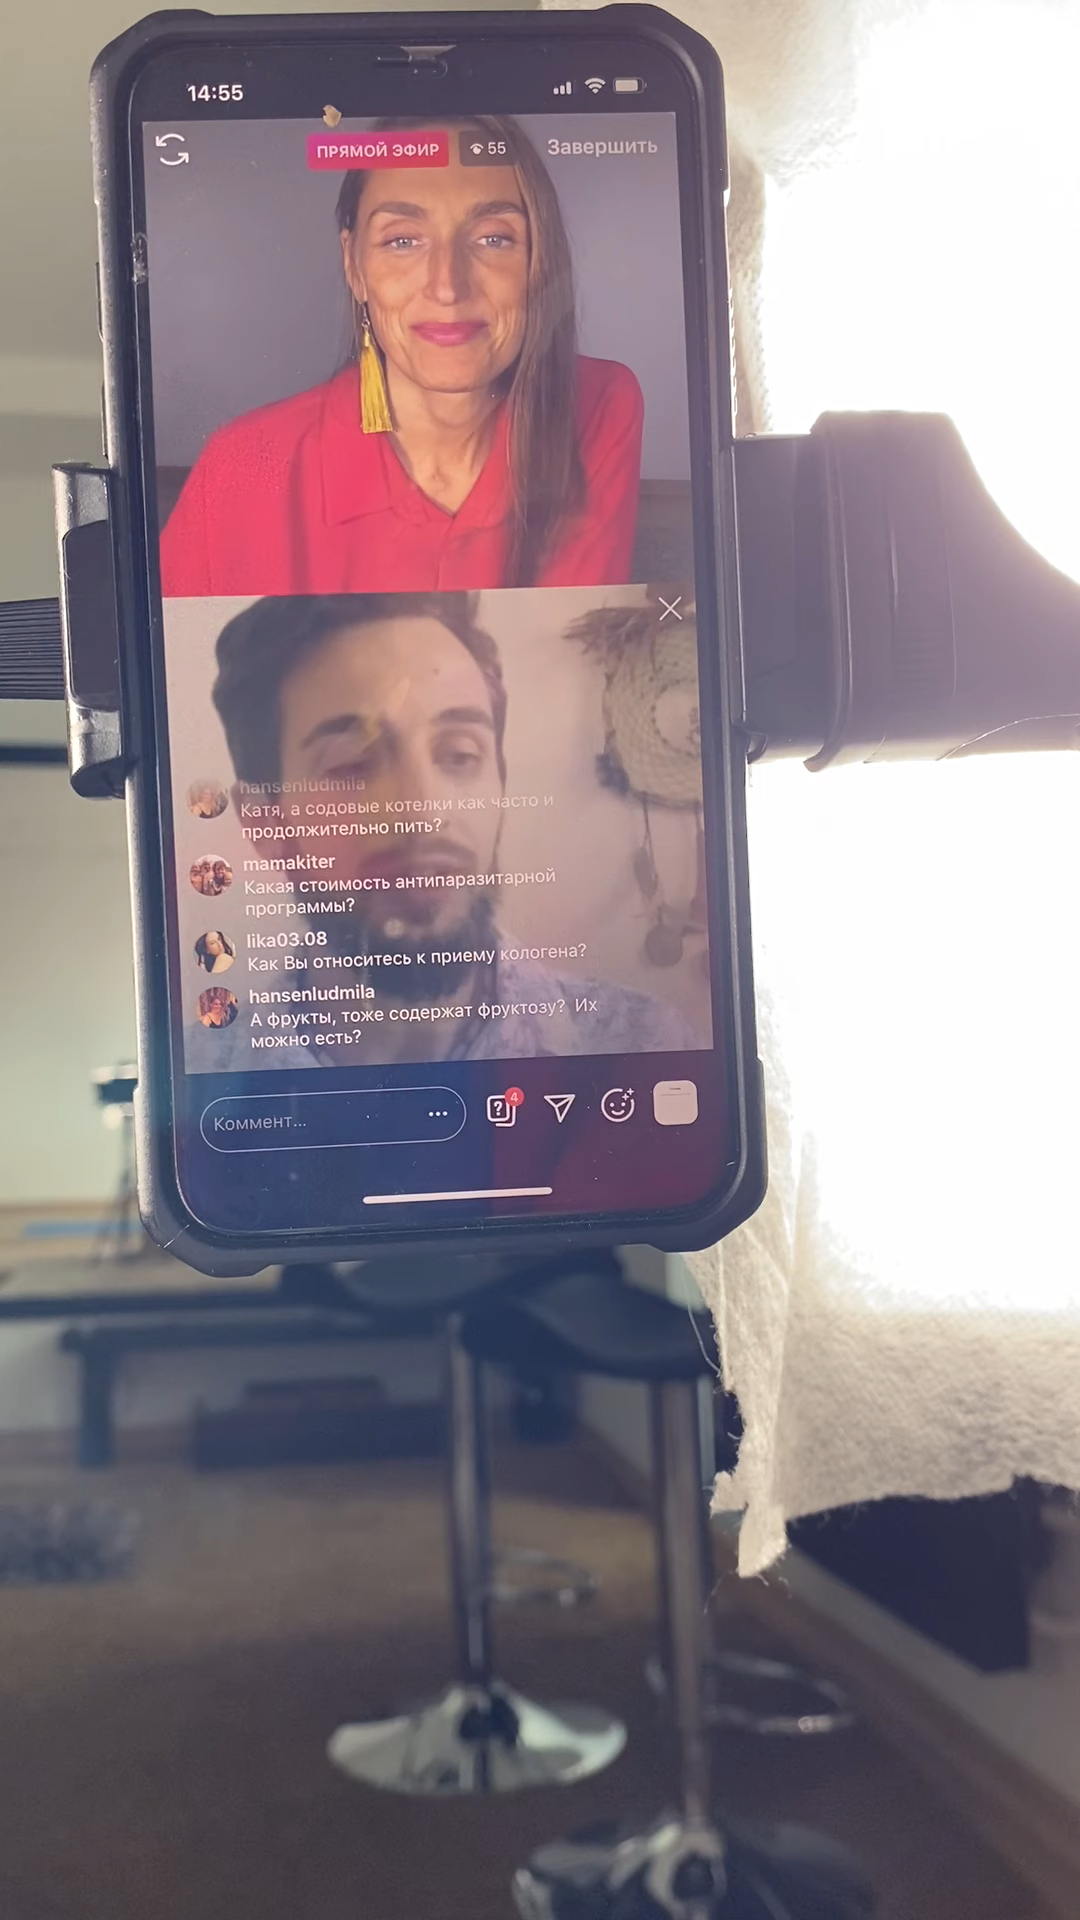 14:55
ПРЯМОЙ ЭФИР
55
Завершить
hansenludmila
Катя, а содовые котелки как часто и
продолжительно пить?
mamakiter
Какая стоимость антипаразитарной
программы?
lika03.08
Как Вы относитесь к приему кологена?
hansenludmila
А фрукты, тоже содержат фруктозу? Их
можно есть?
Коммент...
4